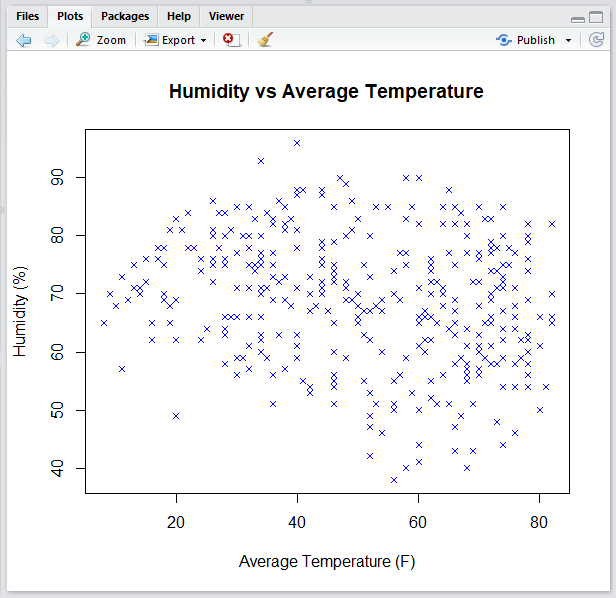 Files Plots Packages Help Viewer
Zoom Export Publish
Humidity vs Average Temperature
90
80
70
60
50
40
Humidity (%)
20 40 60 80
Average Temperature (F)